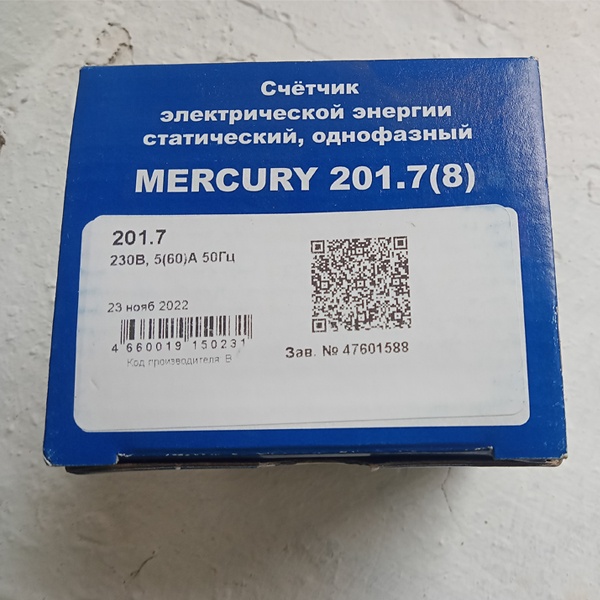 Счётчик
электрической энергии
статический, однофазный
MERCURY 201.7(8)
201.7
230В, 5(60)А 50Гц
23 нояб 2022
4 660019 150231
Код производителя: В
Зав. № 47601588